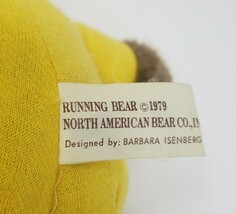 RUNNING BEAR ©1979
NORTH AMERICAN BEAR CO., IN
Designed by: BARBARA ISENBERG